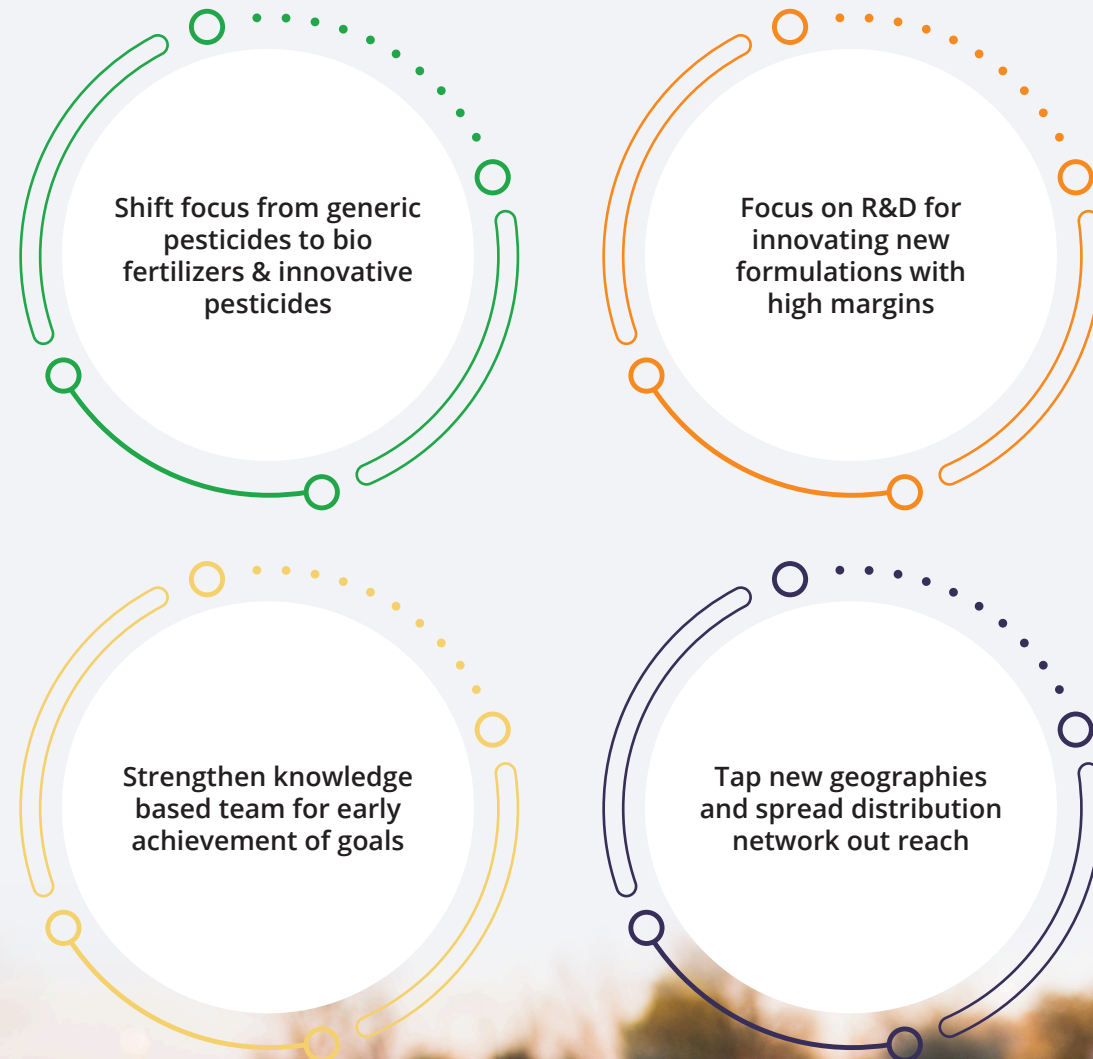 Shift focus from generic
pesticides to bio
fertilizers & innovative
pesticides
Focus on R&D for
innovating new
formulations with
high margins
Strengthen knowledge
based team for early
achievement of goals
Tap new geographies
and spread distribution
network out reach